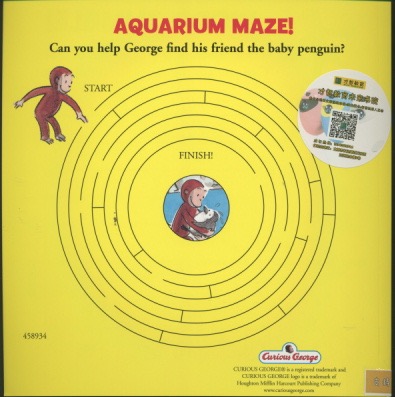 AQUARIUM MAZE!
Can you help George find his friend the baby penguin?
START
FINISH!
458934
Curious George
CURIOUS GEORGE® is a registered trademark and
CURIOUS GEORGE logo is a trademark of
Houghton Mifflin Harcourt Publishing Company
www.curiousgeorge.com